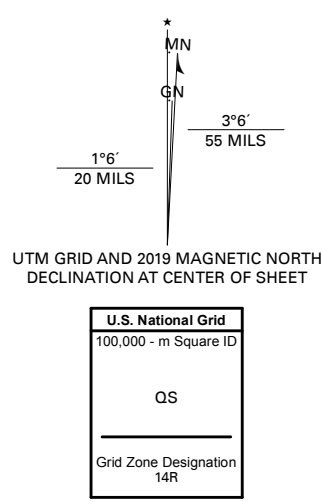 MN
GN
3°6´
55 MILS
1°6´
20 MILS
UTM GRID AND 2019 MAGNETIC NORTH
DECLINATION AT CENTER OF SHEET
U.S. National Grid
100,000 - m Square ID
QS
Grid Zone Designation
14R